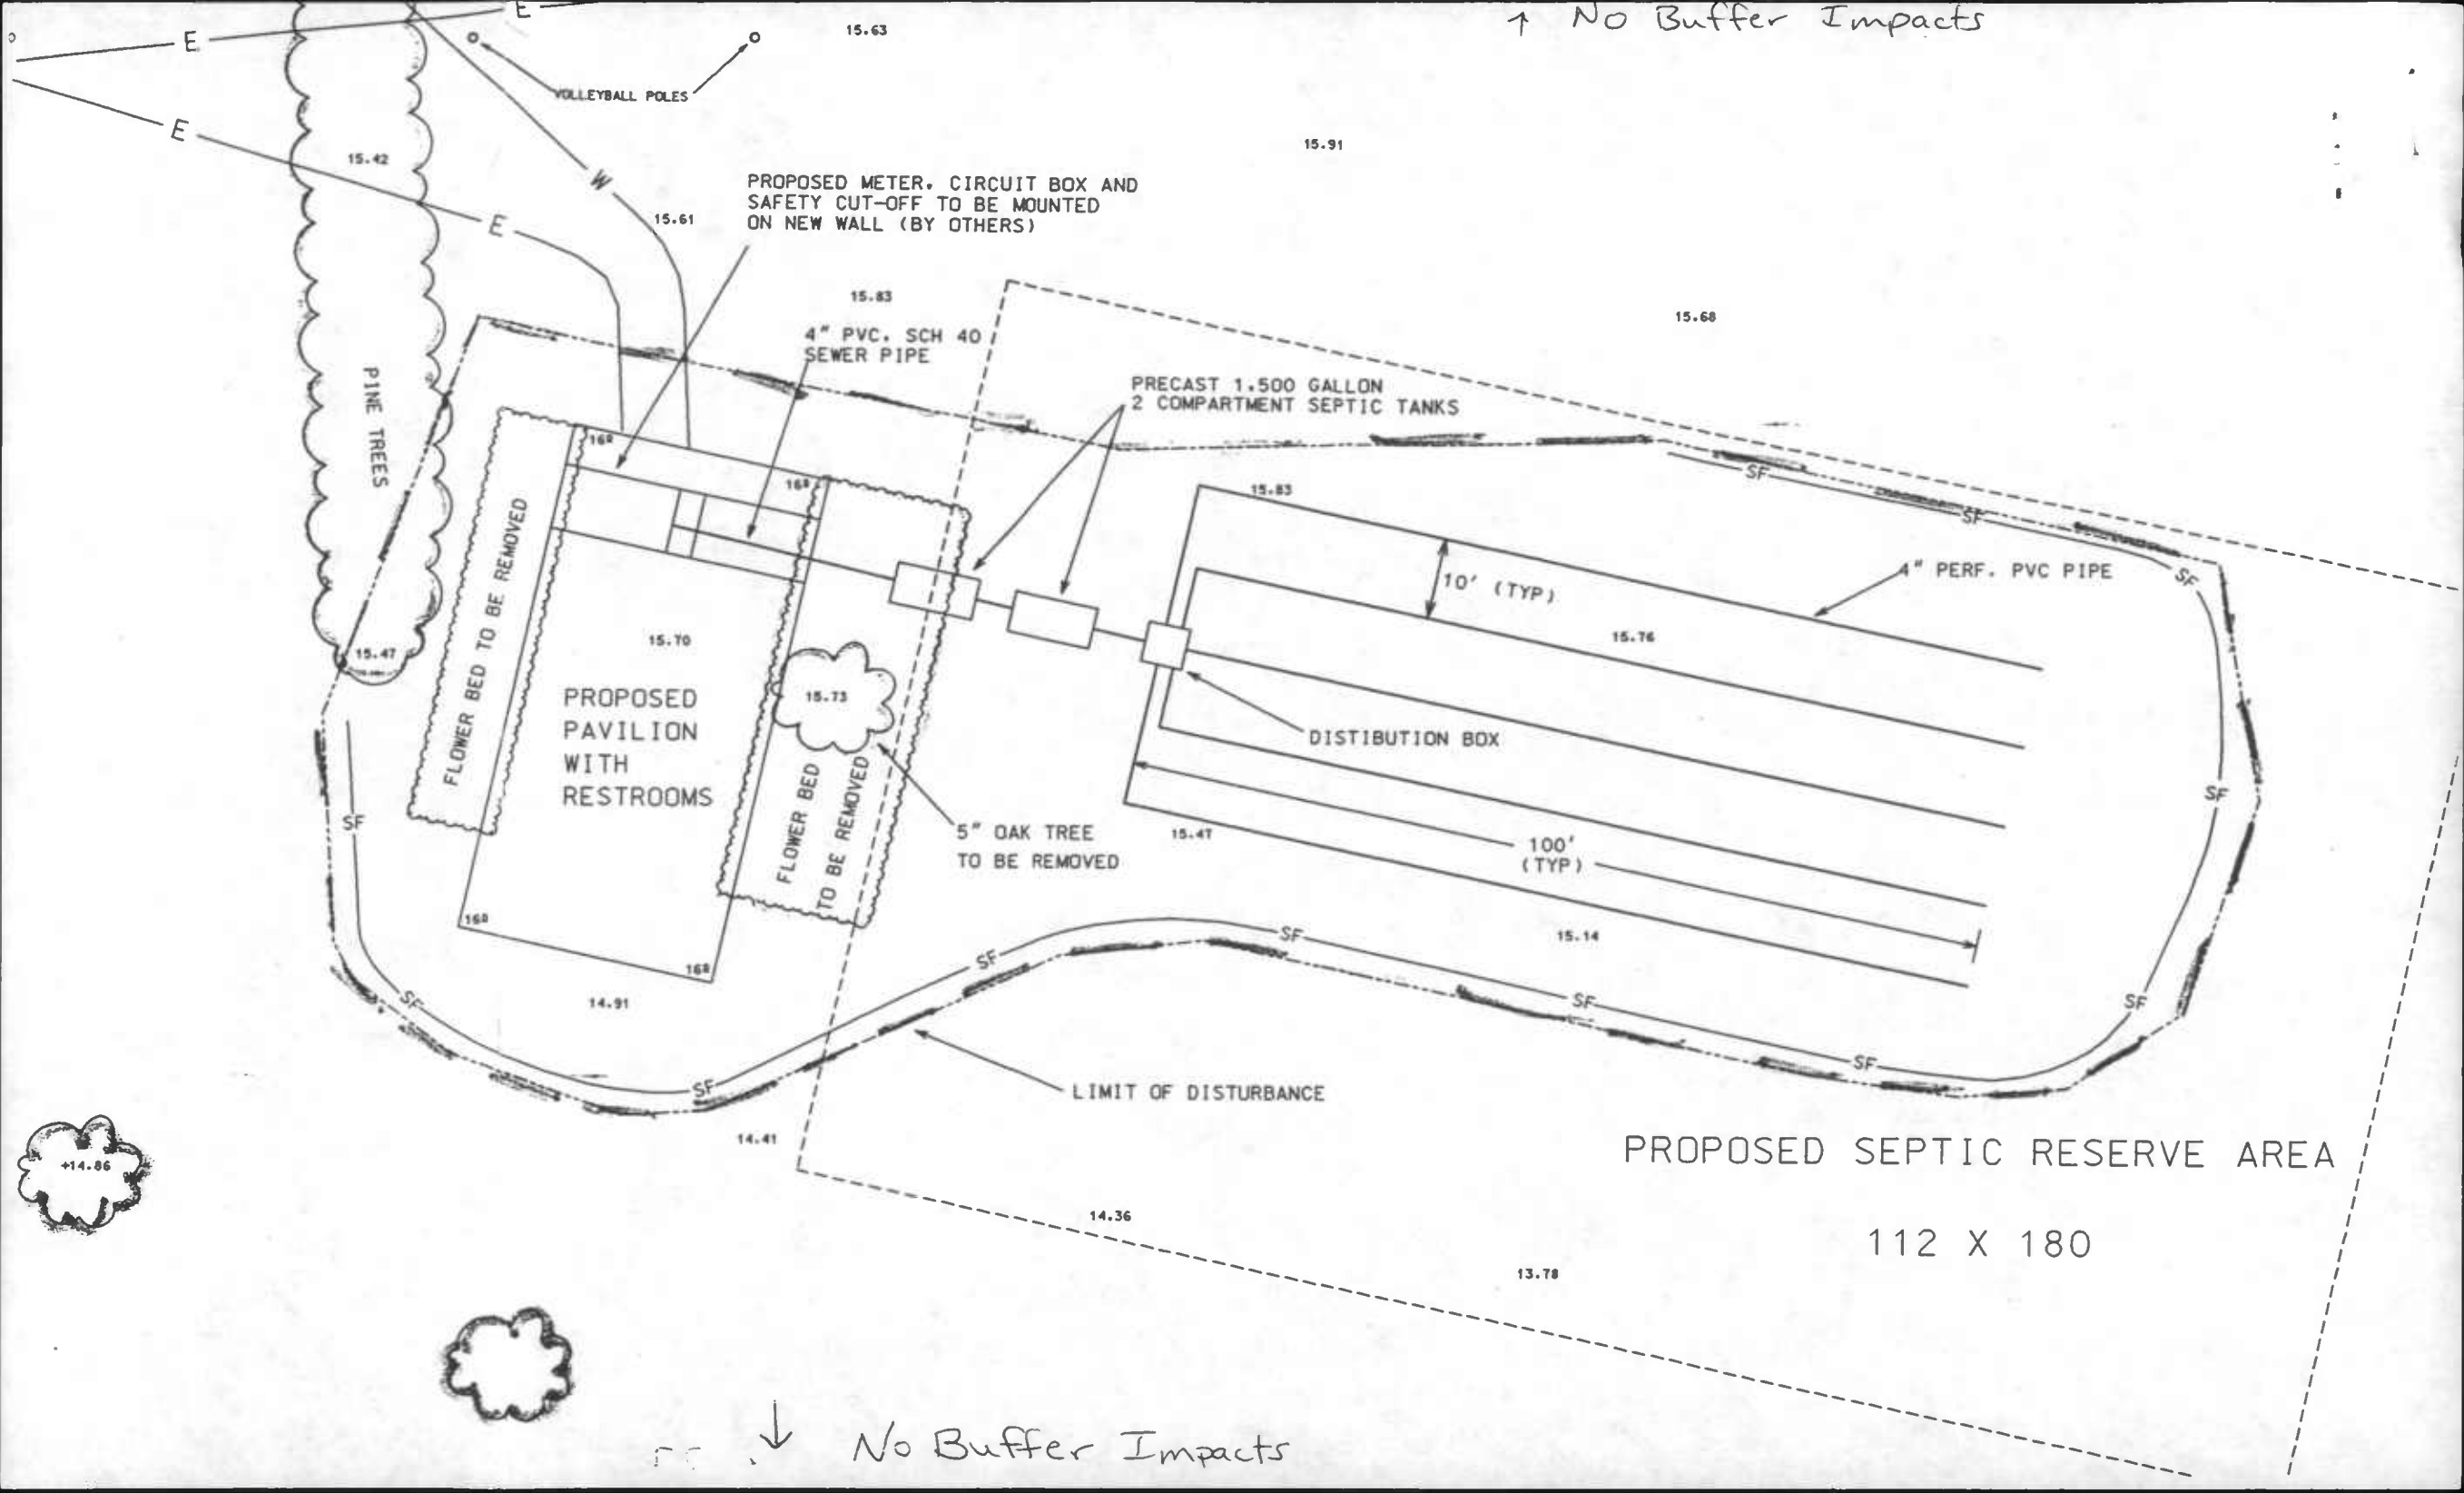 E
↑ No Buffer Impacts
15.63
E
VOLLEYBALL POLES
E
15.91
15.42
W
PROPOSED METER. CIRCUIT BOX AND
SAFETY CUT-OFF TO BE MOUNTED
ON NEW WALL (BY OTHERS)
15.61
E
15.83
15.68
4" PVC. SCH 40
SEWER PIPE
PINE TREES
PRECAST 1.500 GALLON
2 COMPARTMENT SEPTIC TANKS
SF
15.83
SF
FLOWER BED TO BE REMOVED
10' (TYP)
4" PERF. PVC PIPE
SF
15.70
15.76
15.47
PROPOSED
PAVILION
WITH
RESTROOMS
15.73
DISTIBUTION BOX
SF
SF
FLOWER BED
TO BE REMOVED
5" OAK TREE
TO BE REMOVED
15.47
100'
(TYP)
SF
SF
15.14
14.91
SF
SF
SF
SF
SF
LIMIT OF DISTURBANCE
14.41
+14.86
PROPOSED SEPTIC RESERVE AREA
14.36
112 X 180
13.78
↓ No Buffer Impacts